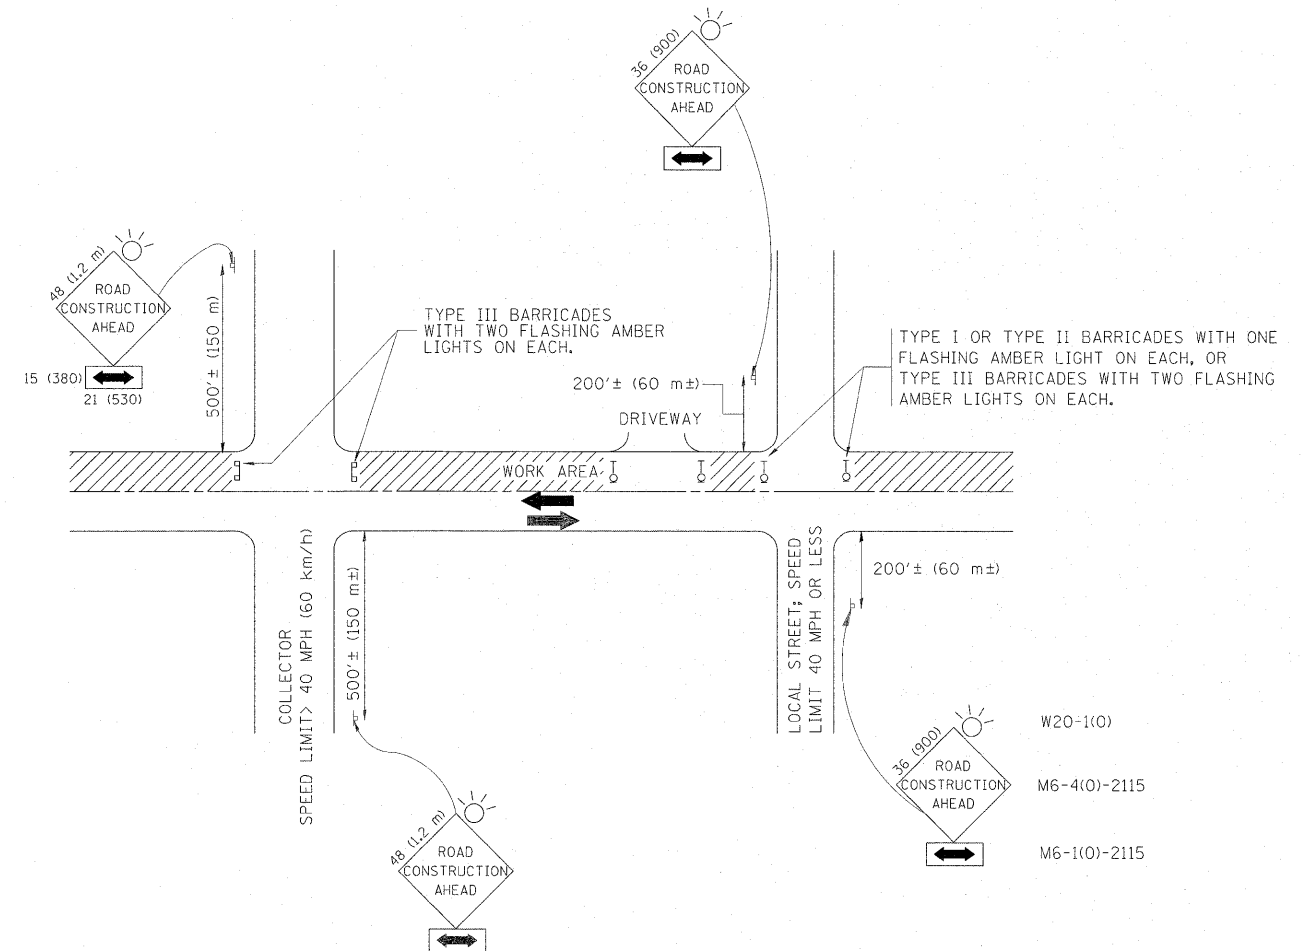 36 (900)
ROAD
CONSTRUCTION
AHEAD
48 (1.2 m)
ROAD
CONSTRUCTION
AHEAD
15 (380)
21 (530)
500'± (150 m)
TYPE III BARRICADES
WITH TWO FLASHING AMBER
LIGHTS ON EACH.
200'± (60 m±)
DRIVEWAY
TYPE I OR TYPE II BARRICADES WITH ONE
FLASHING AMBER LIGHT ON EACH, OR
TYPE III BARRICADES WITH TWO FLASHING
AMBER LIGHTS ON EACH.
WORK AREA
COLLECTOR
SPEED LIMIT> 40 MPH (60 km/h)
500'± (150 m±)
LOCAL STREET; SPEED
LIMIT 40 MPH OR LESS
200'± (60 m±)
48 (1.2 m)
ROAD
CONSTRUCTION
AHEAD
36 (900)
ROAD
CONSTRUCTION
AHEAD
W20-1(O)
M6-4(O)-2115
M6-1(O)-2115